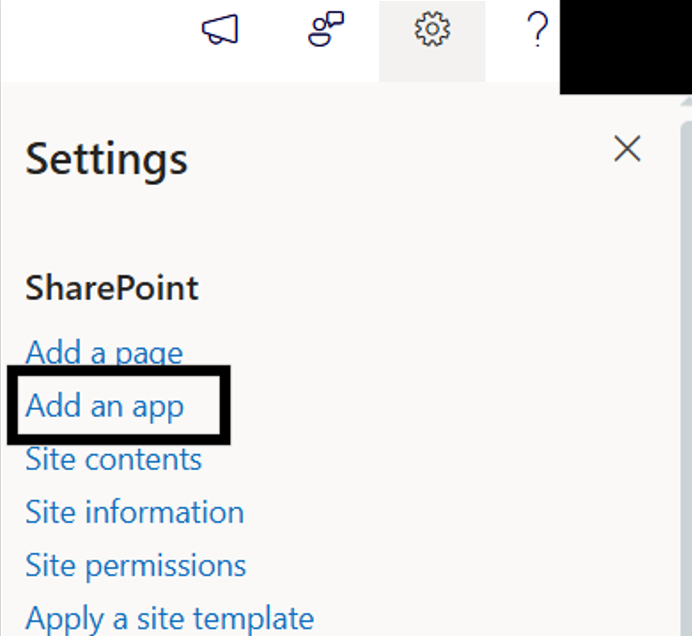 ?
Settings
SharePoint
Add a page
Add an app
Site contents
Site information
Site permissions
Apply a site template